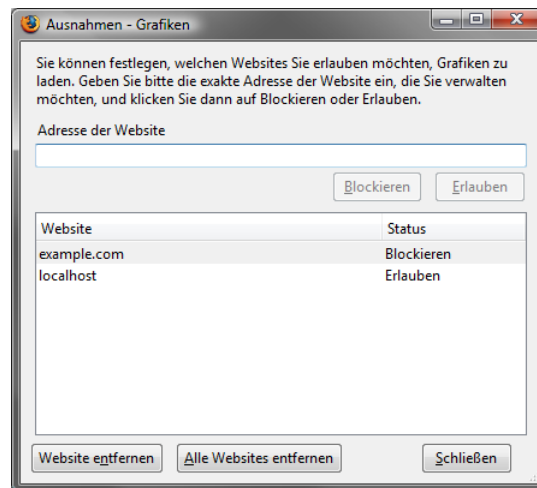 Ausnahmen - Grafiken
Sie können festlegen, welchen Websites Sie erlauben möchten, Grafiken zu
laden. Geben Sie bitte die exakte Adresse der Website ein, die Sie verwalten
möchten, und klicken Sie dann auf Blockieren oder Erlauben.
Adresse der Website
Blockieren Erlauben
Website Status
example.com Blockieren
localhost Erlauben
Website entfernen Alle Websites entfernen Schließen